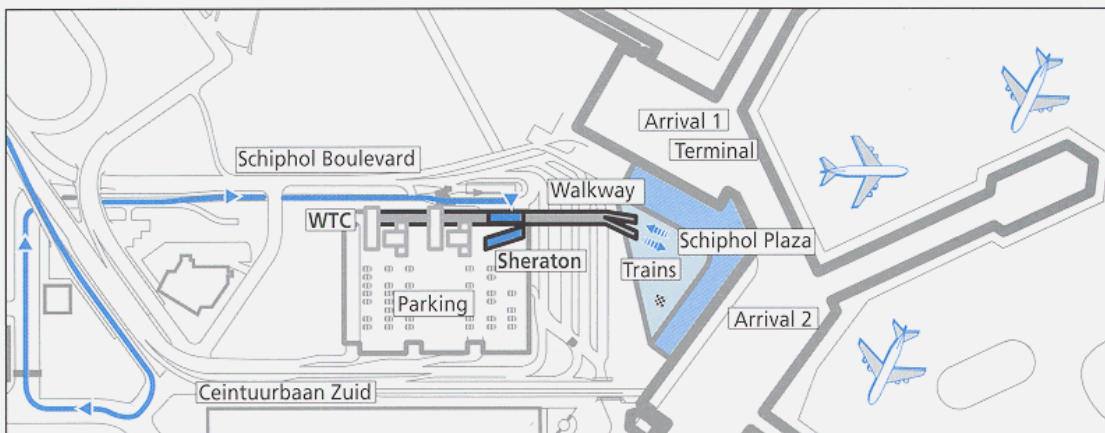 Arrival 1
Terminal
Schiphol Boulevard
Walkway
WTC
Schiphol Plaza
Sheraton
Trains
Parking
Arrival 2
Ceintuurbaan Zuid